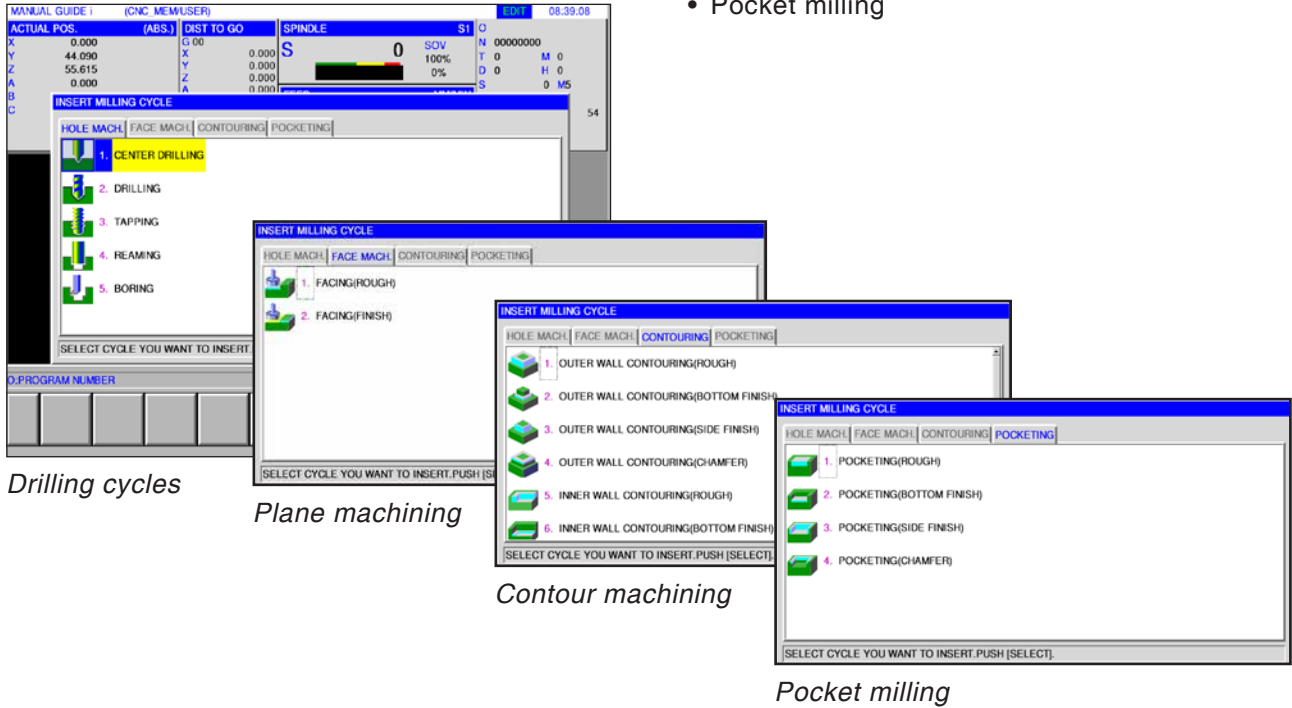 • Pocket milling
MANUAL GUIDE i (CNC_MEM/USER) EDIT 08:39.08
ACTUAL POS. (ABS.) DIST TO GO SPINDLE S1 O
X 0.000 G 00 N 00000000
Y 44.090 X 0.000 S 0 SOV T 0 M 0
Z 55.615 Y 0.000 100% D 0 H 0
A 0.000 Z 0.000 0% S 0 M5
B A 0.000
C 54
INSERT MILLING CYCLE
HOLE MACH. FACE MACH. CONTOURING POCKETING
1. CENTER DRILLING
2. DRILLING
3. TAPPING
4. REAMING
5. BORING
SELECT CYCLE YOU WANT TO INSERT.
O:PROGRAM NUMBER
Drilling cycles
INSERT MILLING CYCLE
HOLE MACH. FACE MACH. CONTOURING POCKETING
1. FACING(ROUGH)
2. FACING(FINISH)
SELECT CYCLE YOU WANT TO INSERT.PUSH
Plane machining
INSERT MILLING CYCLE
HOLE MACH. FACE MACH. CONTOURING POCKETING
1. OUTER WALL CONTOURING(ROUGH)
2. OUTER WALL CONTOURING(BOTTOM FINISH)
3. OUTER WALL CONTOURING(SIDE FINISH)
4. OUTER WALL CONTOURING(CHAMFER)
5. INNER WALL CONTOURING(ROUGH)
6. INNER WALL CONTOURING(BOTTOM FINISH)
SELECT CYCLE YOU WANT TO INSERT.PUSH [SELECT].
Contour machining
INSERT MILLING CYCLE
HOLE MACH. FACE MACH. CONTOURING POCKETING
1. POCKETING(ROUGH)
2. POCKETING(BOTTOM FINISH)
3. POCKETING(SIDE FINISH)
4. POCKETING(CHAMFER)
SELECT CYCLE YOU WANT TO INSERT.PUSH [SELECT].
Pocket milling